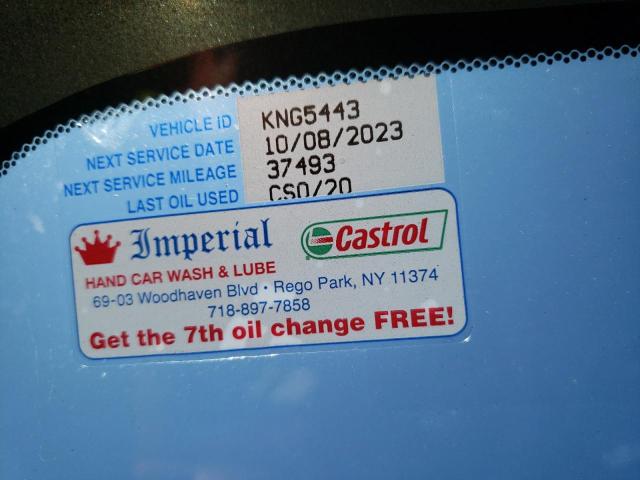 VEHICLE ID KNG5443
NEXT SERVICE DATE 10/08/2023
NEXT SERVICE MILEAGE 37493
LAST OIL USED CSO/20
Imperial Castrol
HAND CAR WASH & LUBE
69-03 Woodhaven Blvd · Rego Park, NY 11374
718-897-7858
Get the 7th oil change FREE!